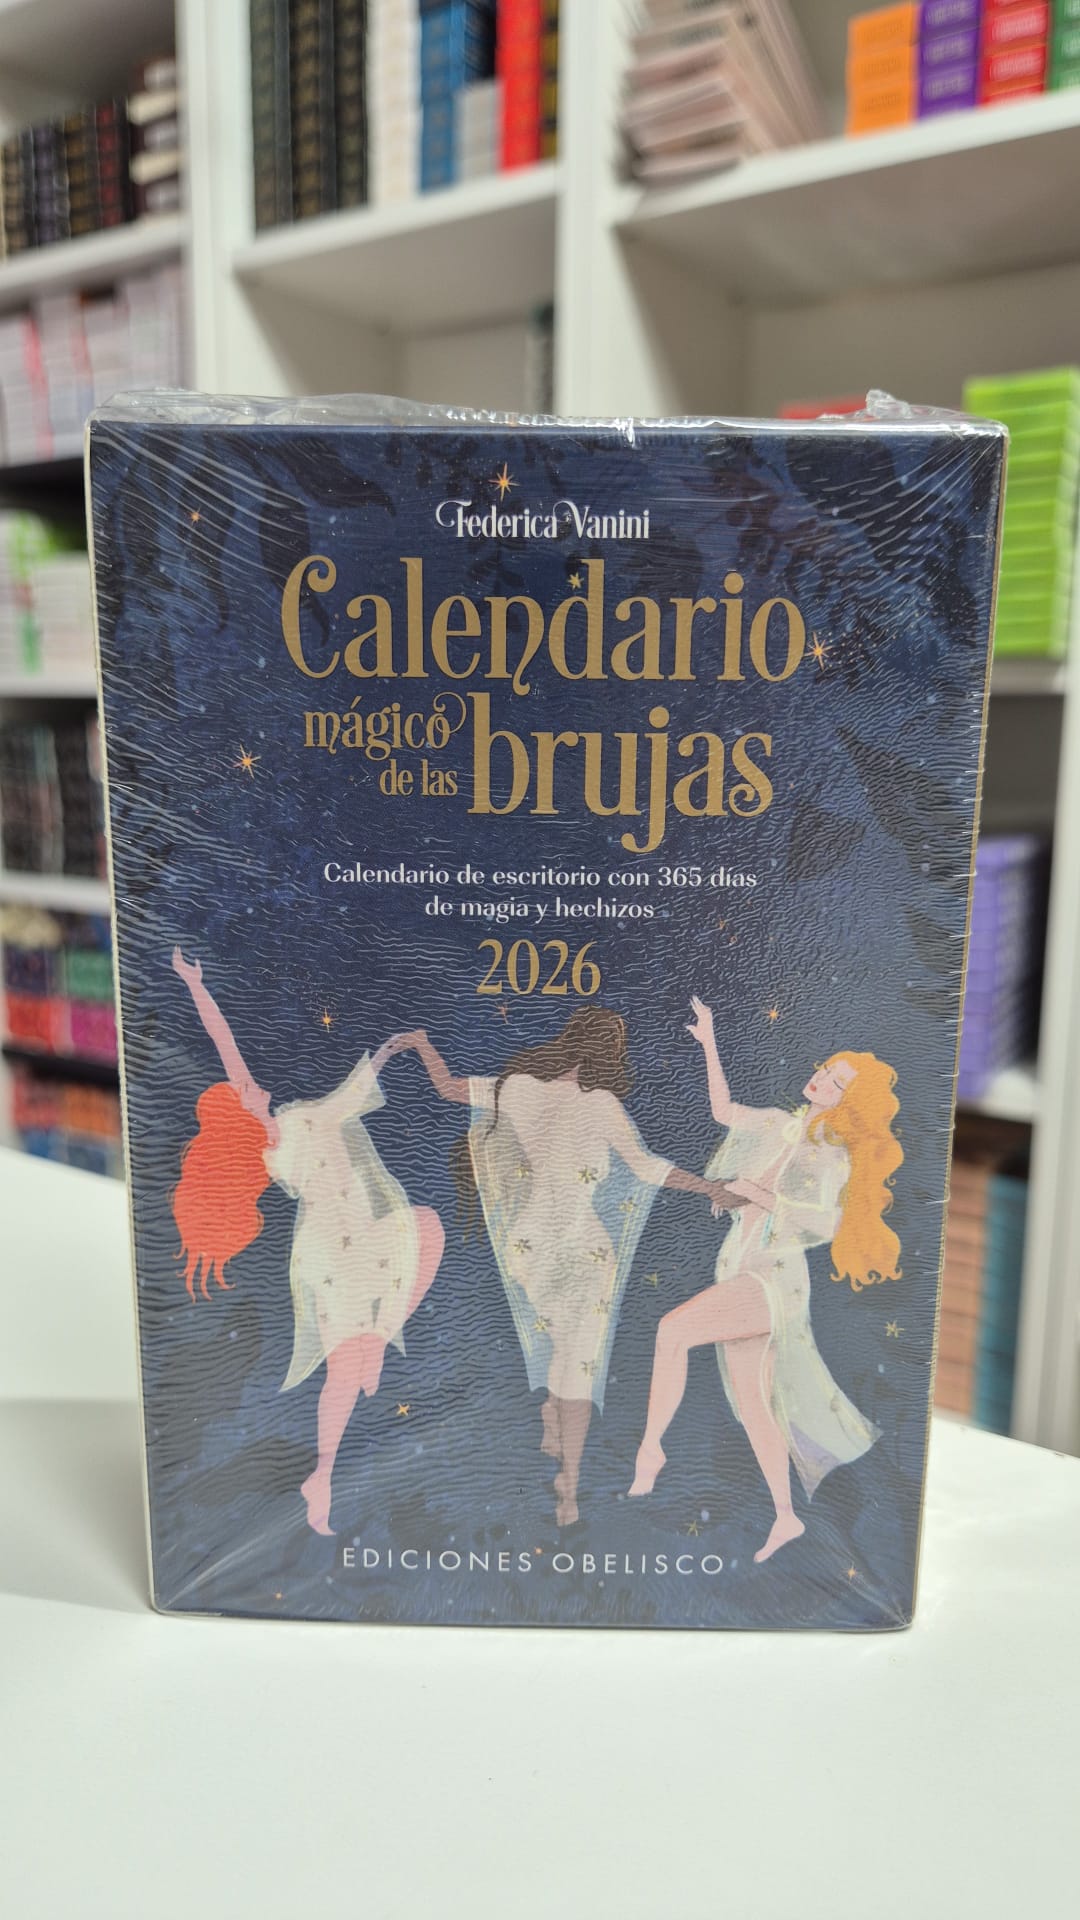 Federica Vanini
Calendario
mágico
de las brujas
Calendario de escritorio con 365 días
de magia y hechizos
2026
EDICIONES OBELISCO